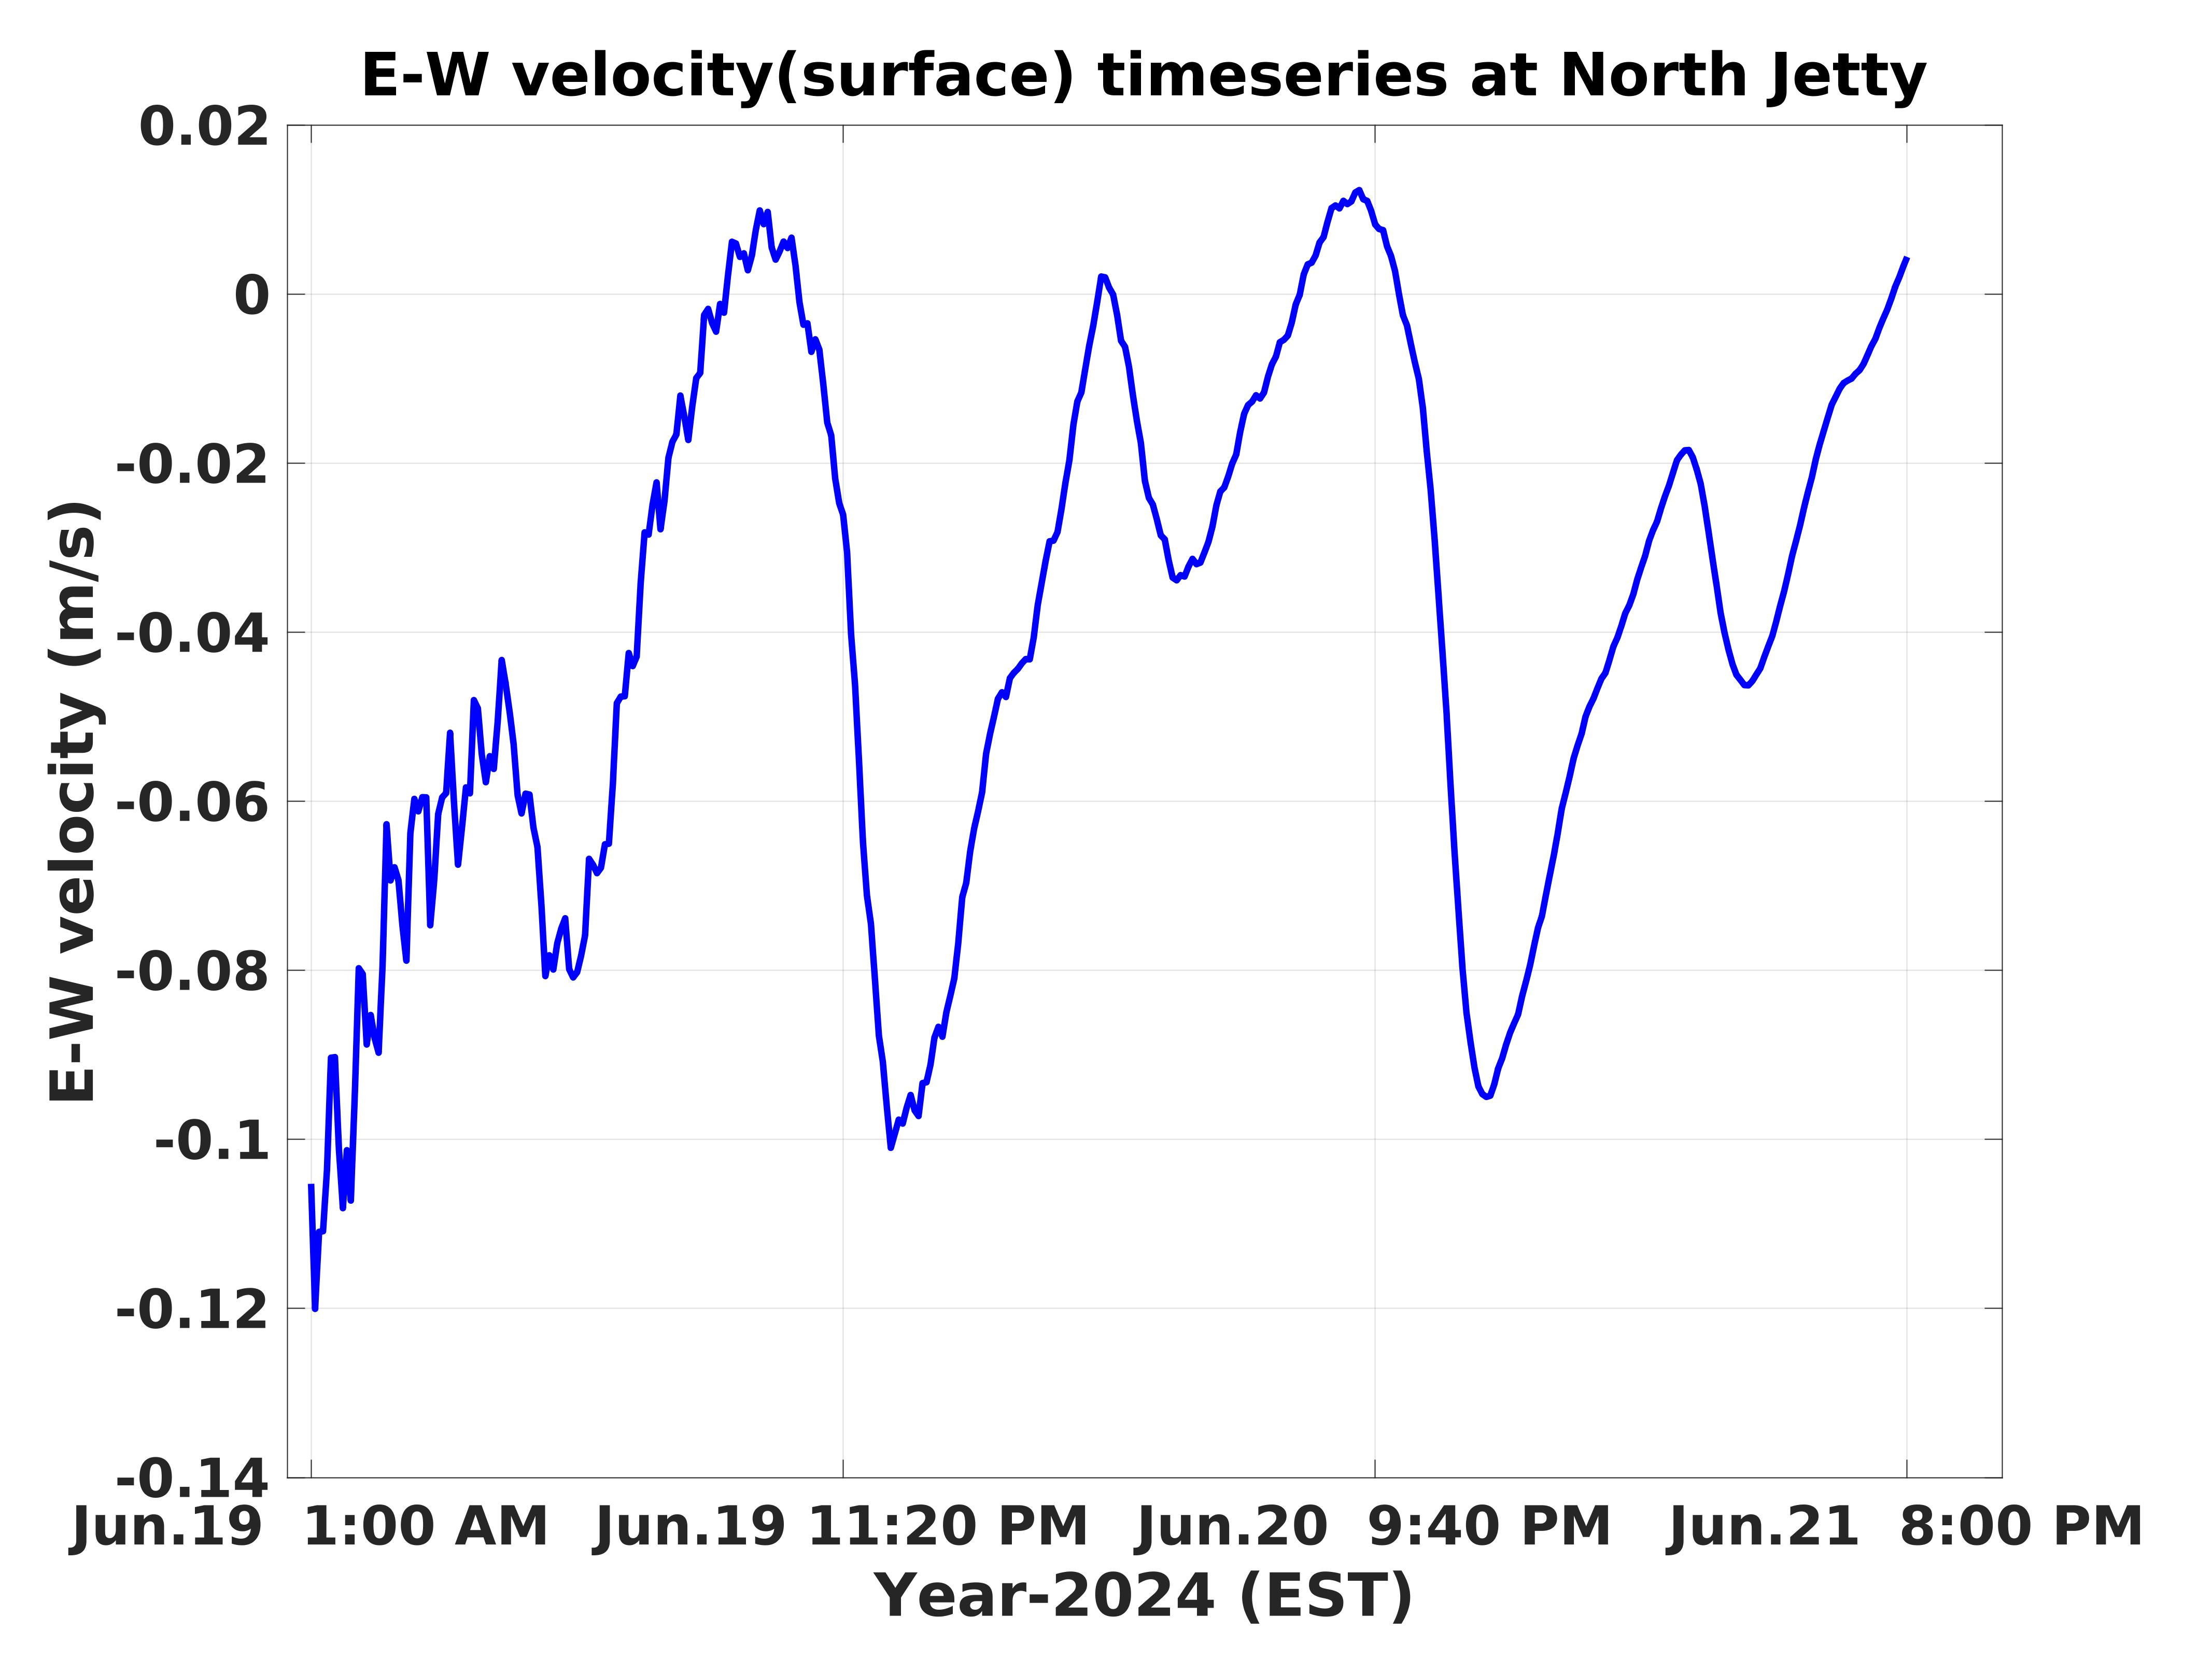 E-W velocity(surface) timeseries at North Jetty
0.02
0
-0.02
-0.04
-0.06
-0.08
-0.1
-0.12
-0.14
E-W velocity (m/s)
Jun.19 1:00 AM Jun.19 11:20 PM Jun.20 9:40 PM Jun.21 8:00 PM
Year-2024 (EST)